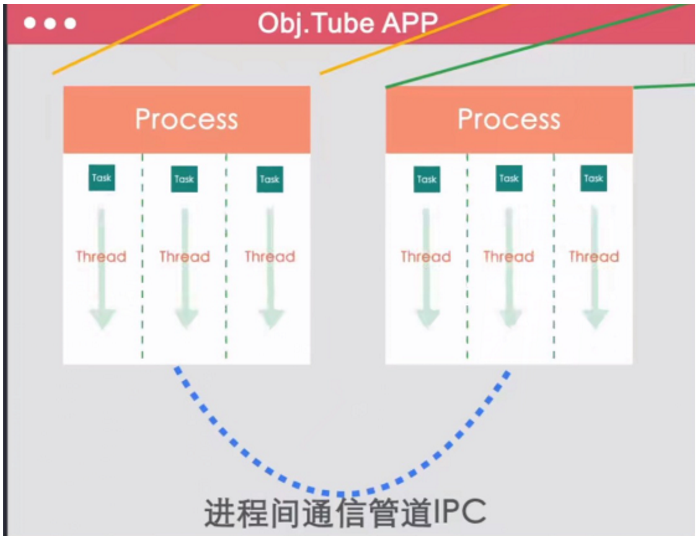 Obj.Tube APP
Process
Process
Task
Task
Task
Task
Task
Task
Thread
Thread
Thread
Thread
Thread
Thread
进程间通信管道IPC